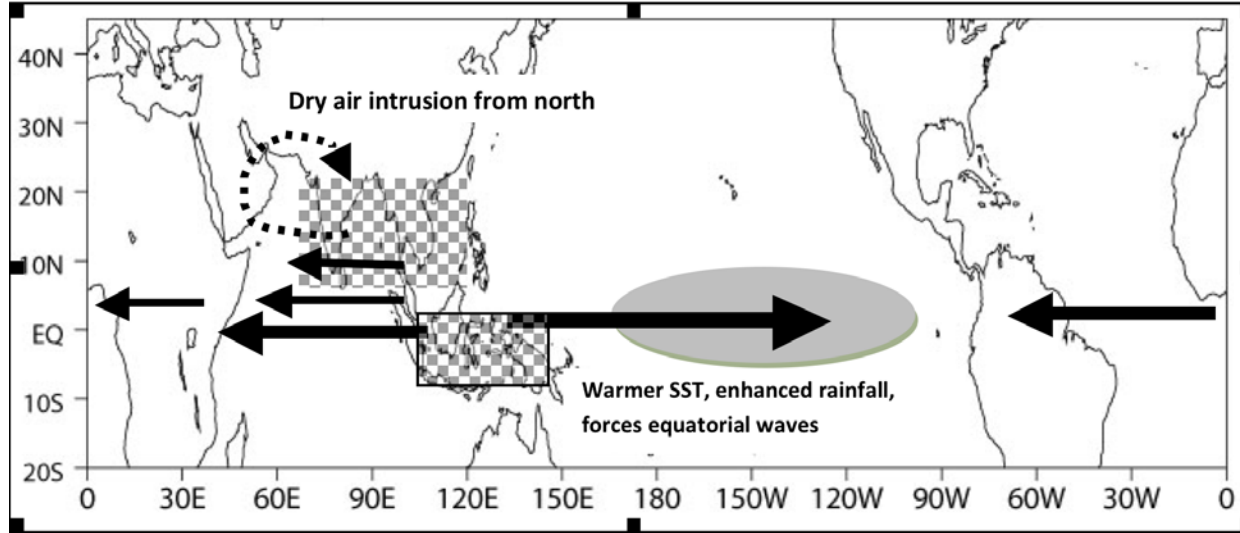 40N
Dry air intrusion from north
30N
20N
10N
EQ
Warmer SST, enhanced rainfall,
10S
forces equatorial waves
20S
0 30E 60E 90E 120E 150E 180 150W 120W 90W 60W 30W 0